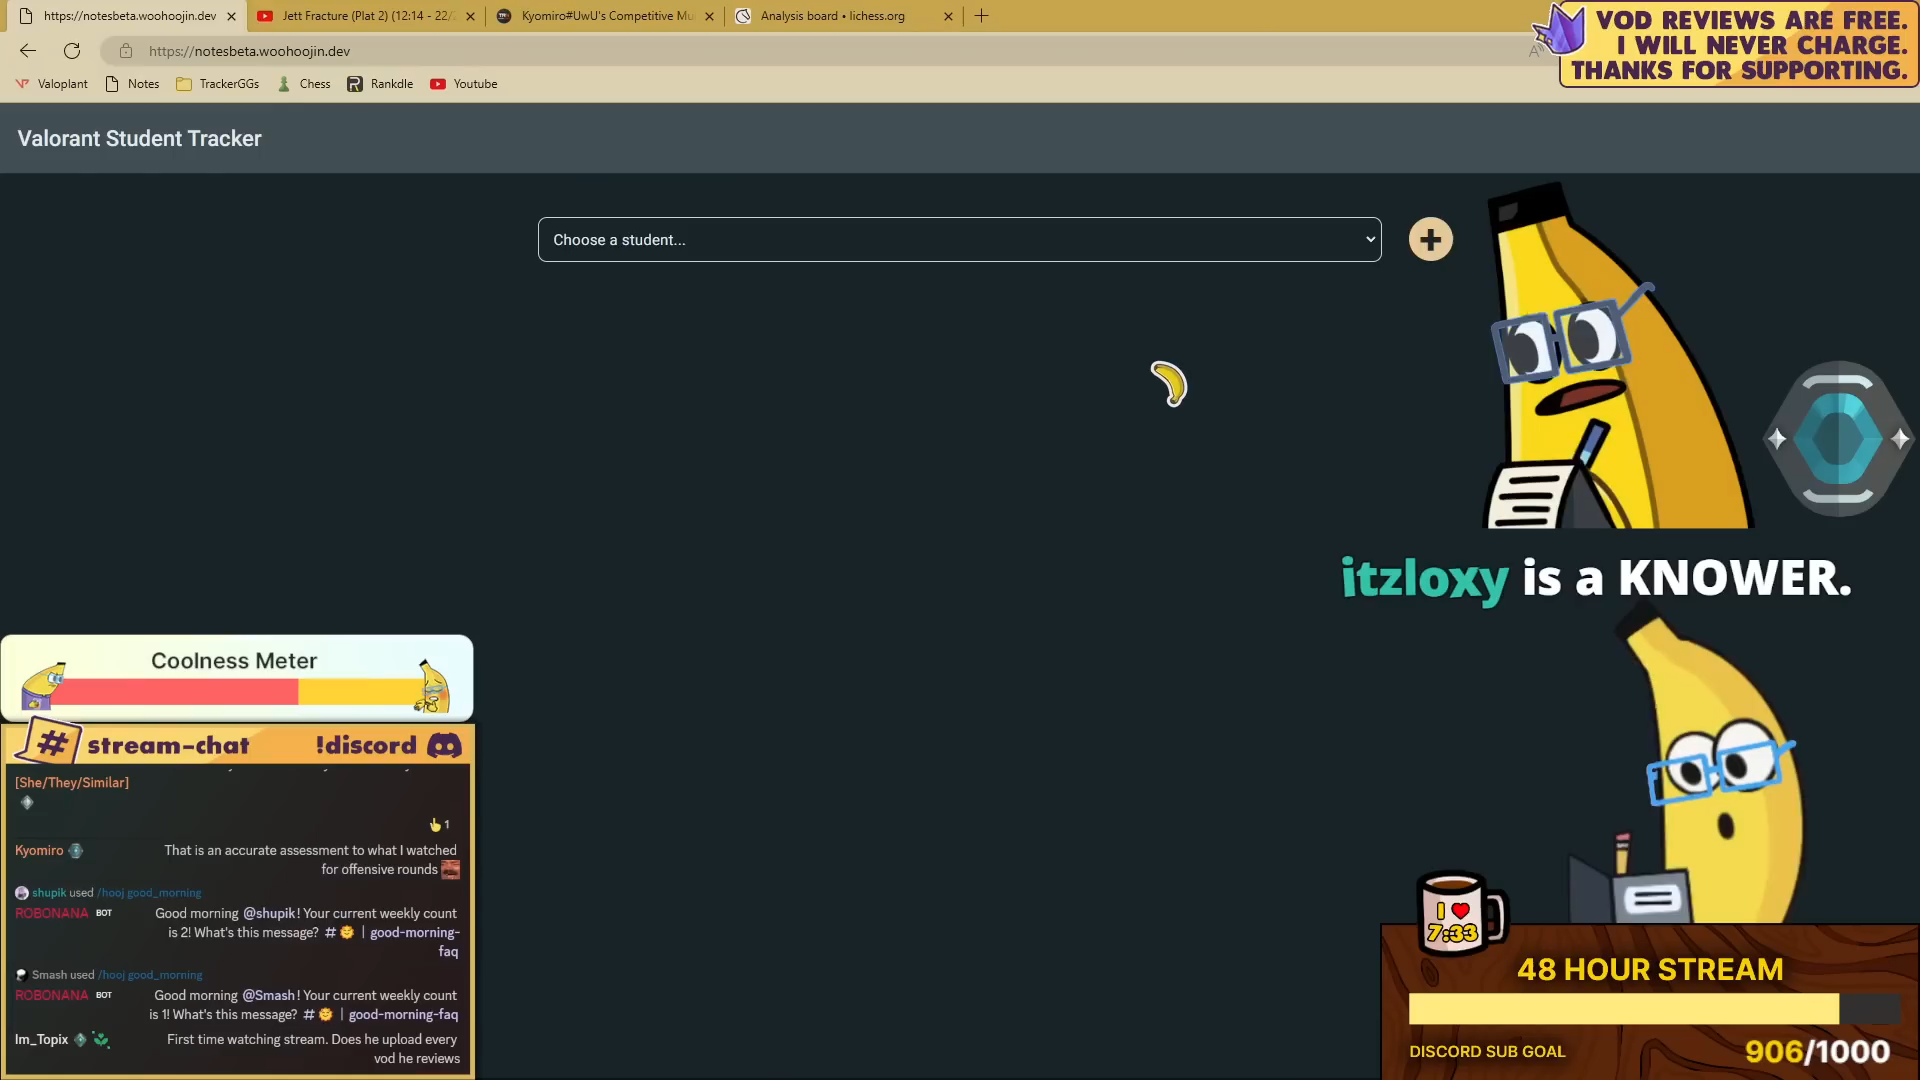 https://notesbeta.woohoojin.dev
Jett Fracture (Plat 2) (12:14 - 22/
Kyomiro#UwU's Competitive Mu
Analysis board • lichess.org
https://notesbeta.woohoojin.dev
Valoplant
Notes
TrackerGGs
Chess
Rankdle
Youtube
VOD REVIEWS ARE FREE.
I WILL NEVER CHARGE.
THANKS FOR SUPPORTING.
Valorant Student Tracker
Choose a student...
itzloxy is a KNOWER.
Coolness Meter
# stream-chat !discord
[She/They/Similar]
1
Kyomiro That is an accurate assessment to what I watched
for offensive rounds
shupik used /hooj good_morning
ROBONANA BOT Good morning @shupik! Your current weekly count
is 2! What's this message? # | good-morning-
faq
Smash used /hooj good_morning
ROBONANA BOT Good morning @Smash! Your current weekly count
is 1! What's this message? # | good-morning-faq
Im_Topix First time watching stream. Does he upload every
vod he reviews
I ❤
7:33
48 HOUR STREAM
DISCORD SUB GOAL 906/1000